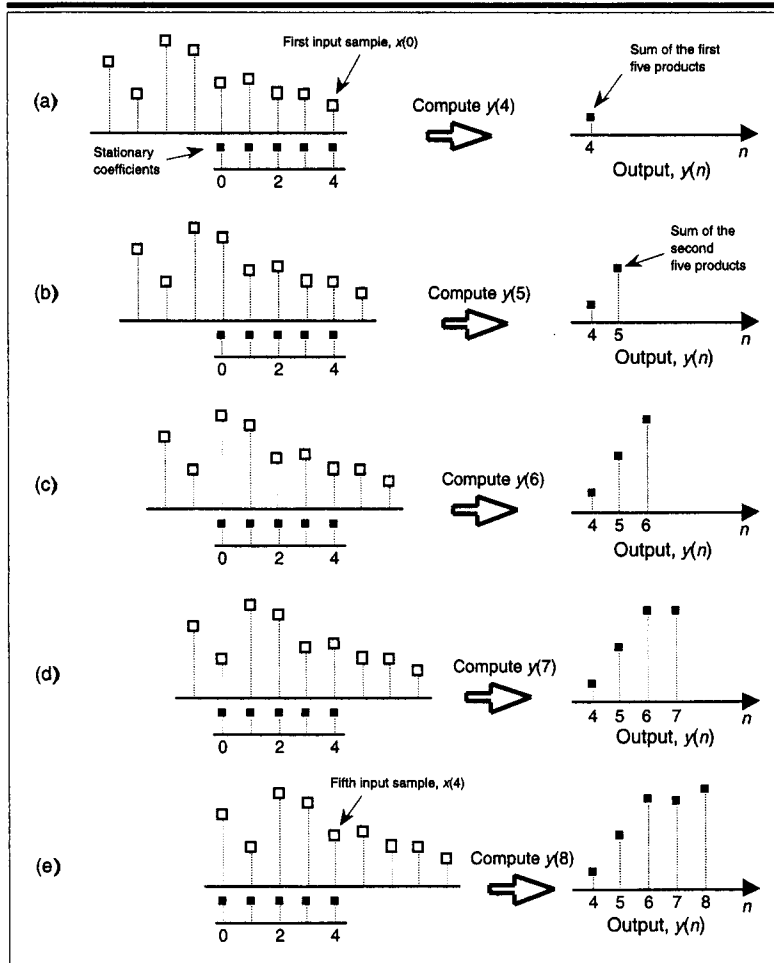 First input sample, x(0)
Sum of the first
five products
(a)
Compute y(4)
Stationary
coefficients
0 2 4
4
n
Output, y(n)
Sum of the
second
five products
(b)
Compute y(5)
0 2 4
4 5
n
Output, y(n)
(c)
Compute y(6)
0 2 4
4 5 6
n
Output, y(n)
(d)
Compute y(7)
0 2 4
4 5 6 7
n
Output, y(n)
Fifth input sample, x(4)
(e)
Compute y(8)
0 2 4
4 5 6 7 8
n
Output, y(n)